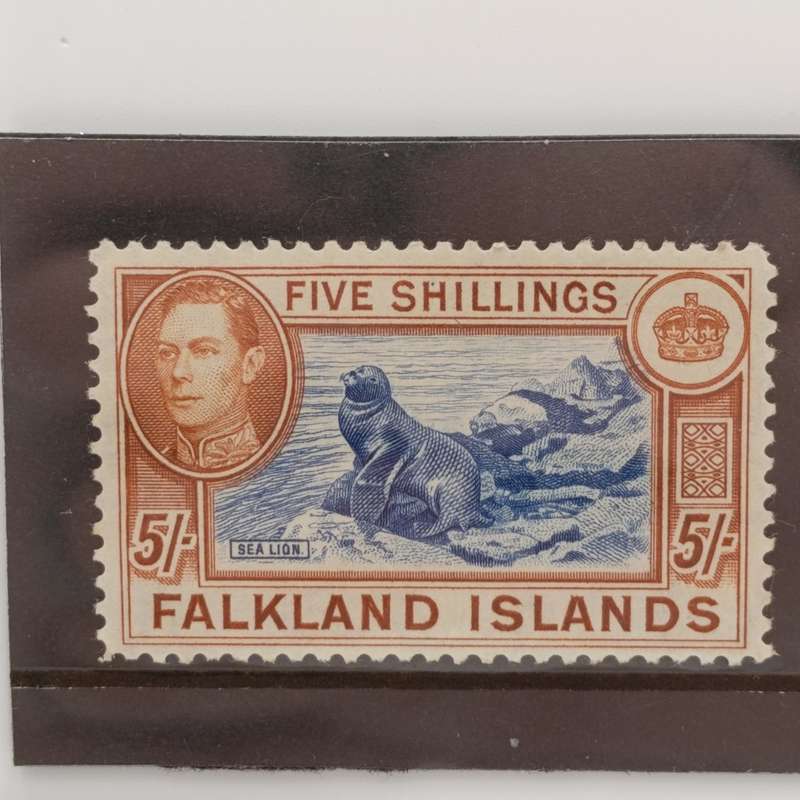 FIVE SHILLINGS
SEA LION.
5/-
5/-
FALKLAND ISLANDS